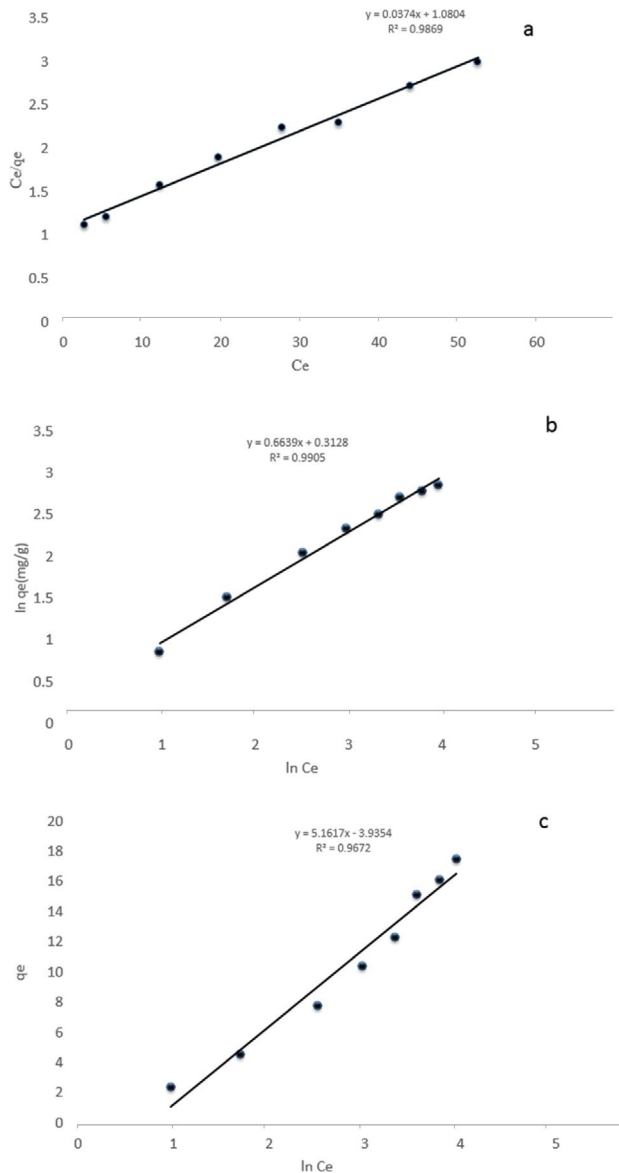 a
y = 0.0374x + 1.0804
R² = 0.9869
3.5
3
2.5
2
1.5
1
0.5
0
Ce/qe
0 10 20 30 40 50 60
Ce
b
y = 0.6639x + 0.3128
R² = 0.9905
3.5
3
2.5
2
1.5
1
0.5
0
ln qe(mg/g)
0 1 2 3 4 5
ln Ce
c
y = 5.1617x - 3.9354
R² = 0.9672
20
18
16
14
12
10
8
6
4
2
0
qe
0 1 2 3 4 5
ln Ce